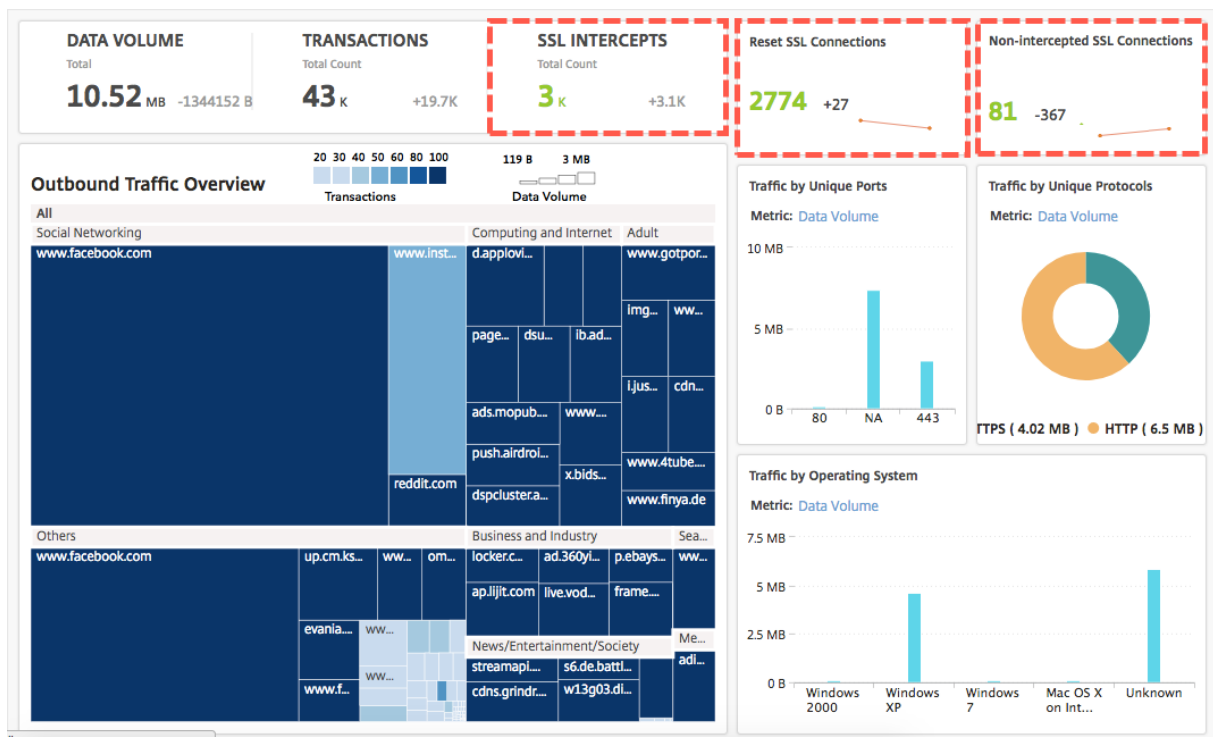 DATA VOLUME
Total
10.52 MB -1344152 B
TRANSACTIONS
Total Count
43 K +19.7K
SSL INTERCEPTS
Total Count
3 K +3.1K
Reset SSL Connections
2774 +27
Non-intercepted SSL Connections
81 -367
Outbound Traffic Overview
20 30 40 50 60 80 100
Transactions
119 B 3 MB
Data Volume
All
Social Networking
www.facebook.com
www.inst...
reddit.com
Computing and Internet
d.applovi...
page...
dsu...
ib.ad...
ads.mopub....
www....
push.airdroi...
x.bids...
dspcluster.a...
Adult
www.gotpor...
img...
ww...
i.jus...
cdn...
www.4tube....
www.finya.de
Others
www.facebook.com
up.cm.ks...
ww...
om...
evania....
ww...
ww...
www.f...
Business and Industry
locker.c...
ad.360yi...
p.ebays...
ap.lijit.com
live.vod...
frame....
Sea...
ww...
News/Entertainment/Society
streamapi....
s6.de.battl...
cdns.grindr....
w13g03.di...
Me...
adi...
Traffic by Unique Ports
Metric: Data Volume
10 MB
5 MB
0 B
80 NA 443
Traffic by Unique Protocols
Metric: Data Volume
TTPS ( 4.02 MB ) HTTP ( 6.5 MB )
Traffic by Operating System
Metric: Data Volume
7.5 MB
5 MB
2.5 MB
0 B
Windows 2000
Windows XP
Windows 7
Mac OS X on Int...
Unknown